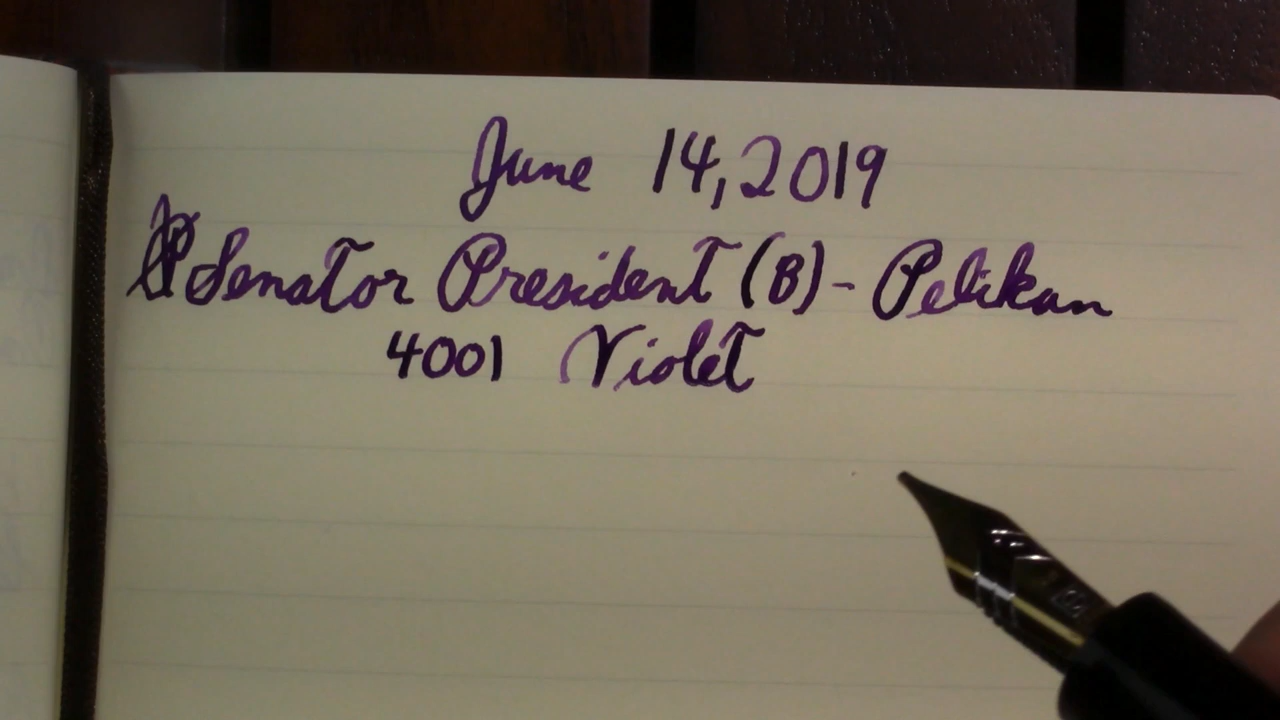 June 14, 2019
Senator President (B) - Pelikan
4001 Violet